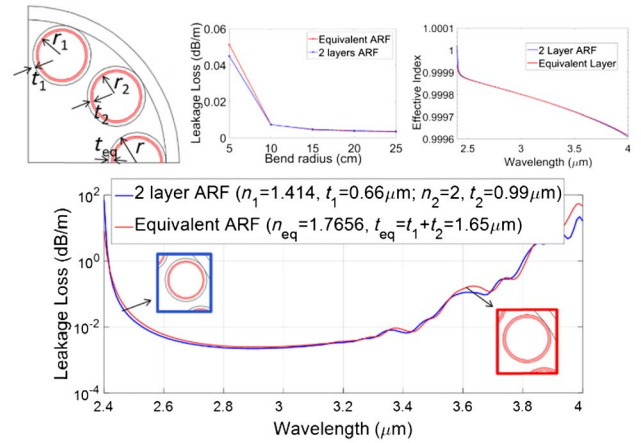 r1
t1
r2
t2
teq
r
0.06
0.04
0.02
0
5
10
15
20
25
Leakage Loss (dB/m)
Bend radius (cm)
Equivalent ARF
2 layers ARF
1.0001
1
0.9999
0.9998
0.9997
0.9996
2.5
3
3.5
4
Effective Index
Wavelength (μm)
2 Layer ARF
Equivalent Layer
2 layer ARF (n1=1.414, t1=0.66μm; n2=2, t2=0.99μm)
Equivalent ARF (neq=1.7656, teq=t1+t2=1.65μm)
10^2
10^0
10^-2
10^-4
2.4
2.6
2.8
3
3.2
3.4
3.6
3.8
4
Leakage Loss (dB/m)
Wavelength (μm)